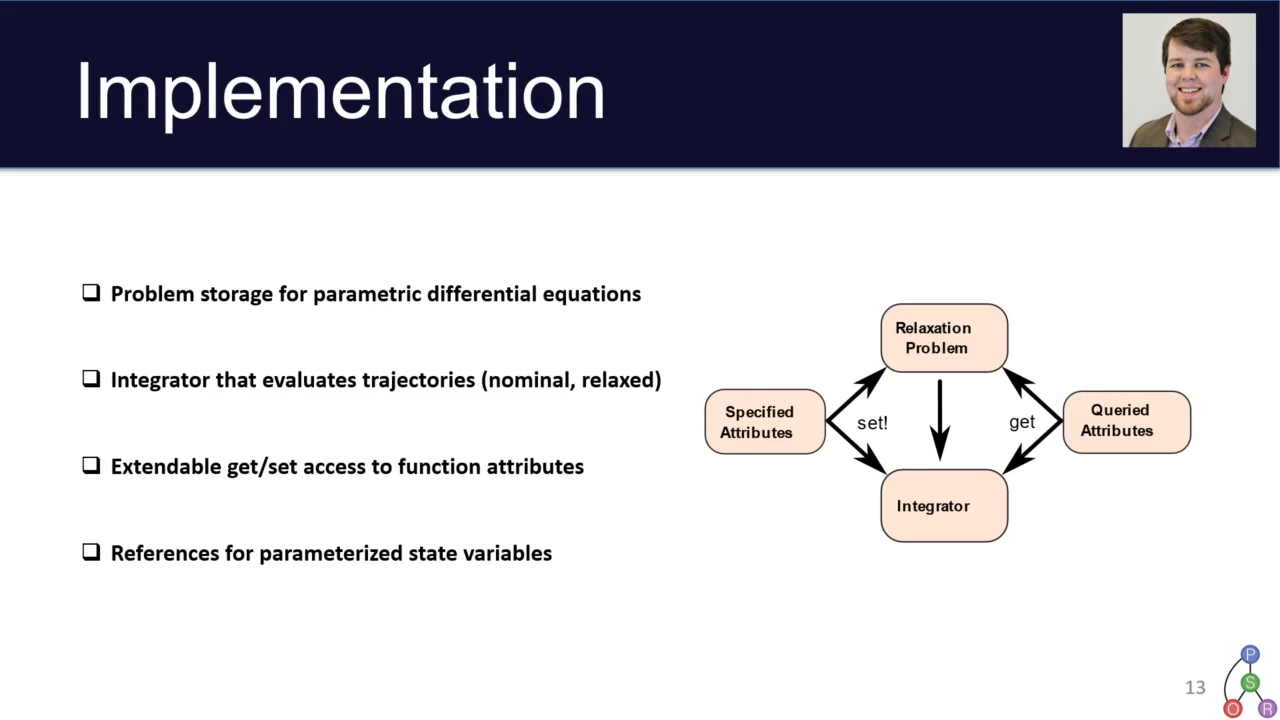 Implementation
Problem storage for parametric differential equations
Integrator that evaluates trajectories (nominal, relaxed)
Extendable get/set access to function attributes
References for parameterized state variables
Relaxation
Problem
Specified
Attributes
set!
get
Queried
Attributes
Integrator
13
P
S
O
R